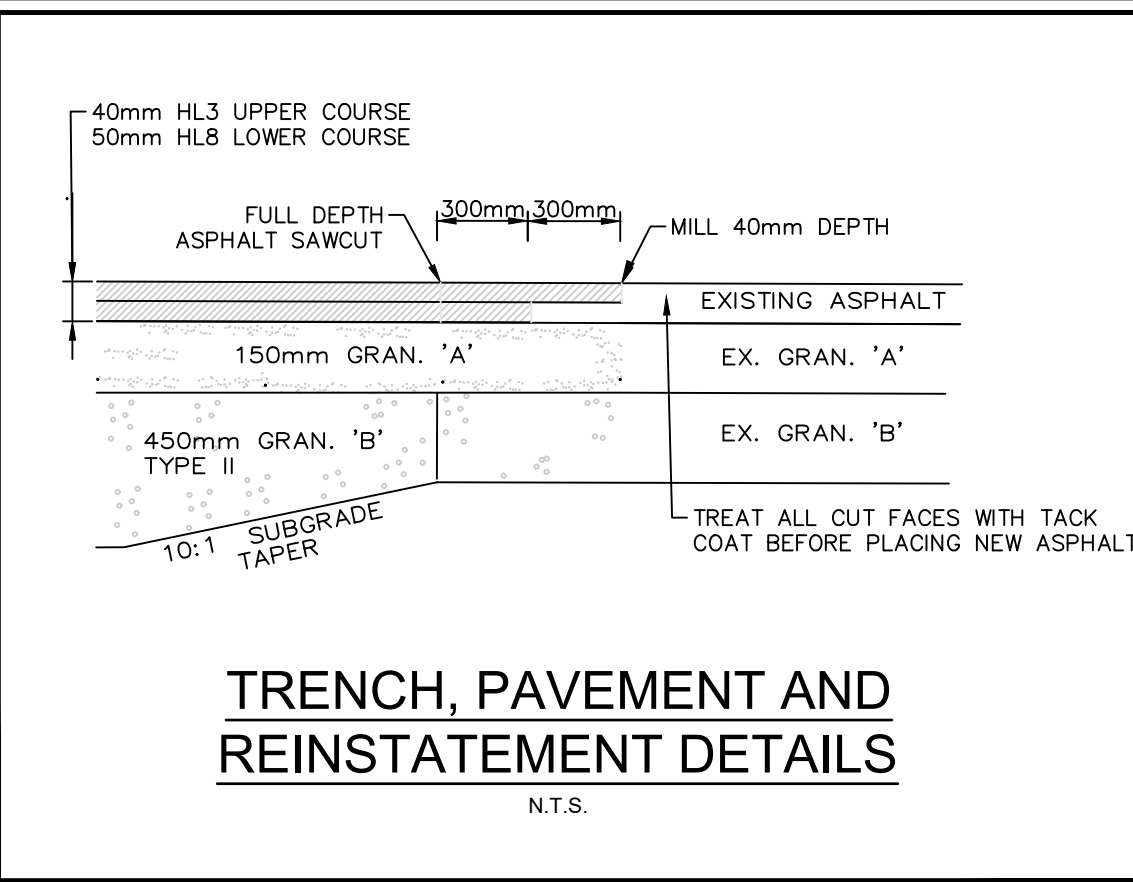 40mm HL3 UPPER COURSE
50mm HL8 LOWER COURSE
FULL DEPTH
ASPHALT SAWCUT
300mm 300mm
MILL 40mm DEPTH
EXISTING ASPHALT
150mm GRAN. 'A'
EX. GRAN. 'A'
450mm GRAN. 'B'
TYPE II
EX. GRAN. 'B'
10:1 SUBGRADE
TAPER
TREAT ALL CUT FACES WITH TACK
COAT BEFORE PLACING NEW ASPHALT
TRENCH, PAVEMENT AND
REINSTATEMENT DETAILS
N.T.S.